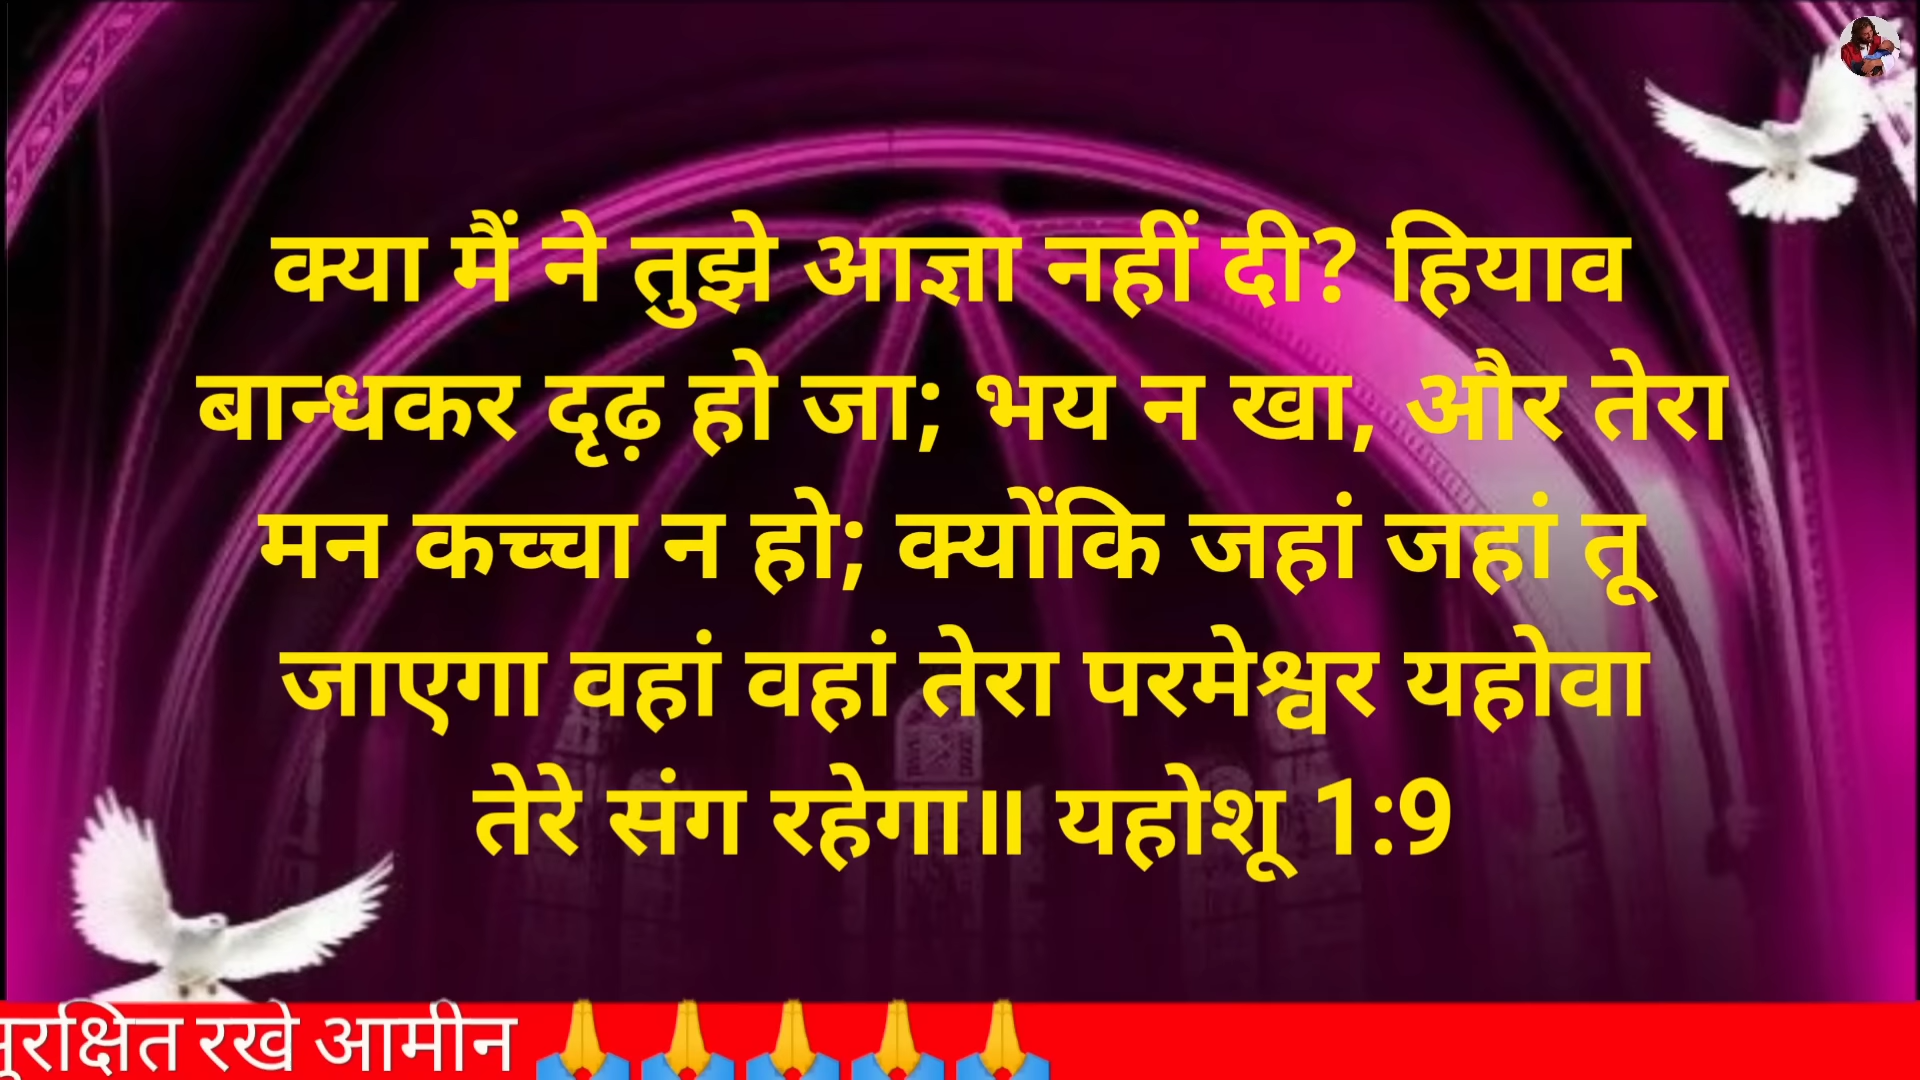 क्या मैं ने तुझे आज्ञा नहीं दी? हियाव
बान्धकर दृढ़ हो जा; भय न खा, और तेरा
मन कच्चा न हो; क्योंकि जहां जहां तू
जाएगा वहां वहां तेरा परमेश्वर यहोवा
तेरे संग रहेगा॥ यहोशू 1:9
रखे आमीन 🙏🙏🙏🙏🙏